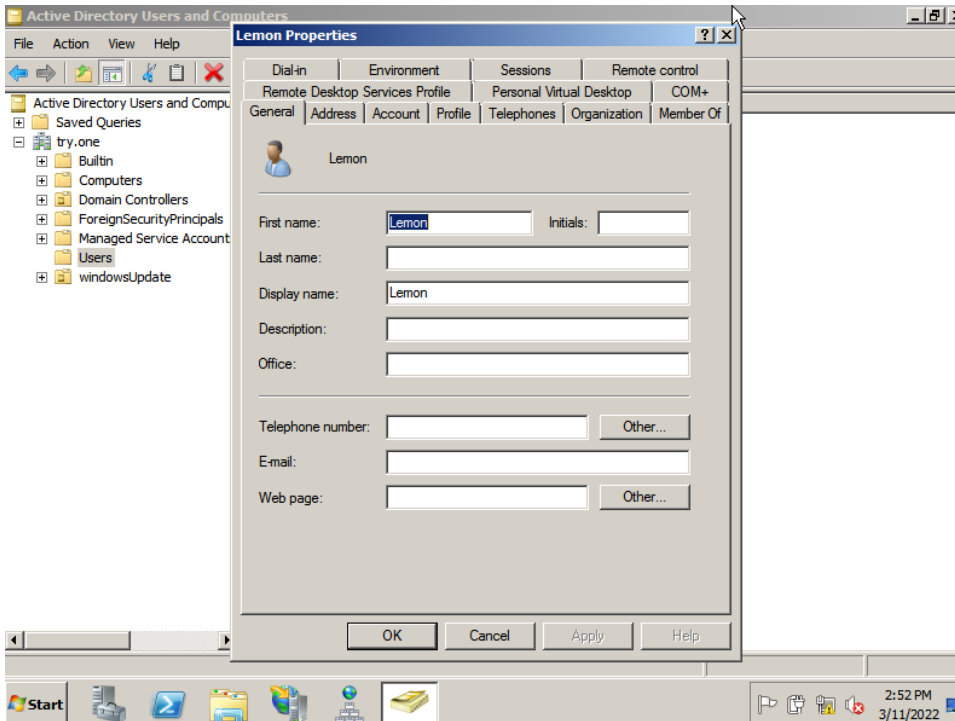 Active Directory Users and Computers
File Action View Help
Active Directory Users and Compu
Saved Queries
try.one
Builtin
Computers
Domain Controllers
ForeignSecurityPrincipals
Managed Service Account
Users
windowsUpdate
Lemon Properties
Dial-in Environment Sessions Remote control
Remote Desktop Services Profile Personal Virtual Desktop COM+
General Address Account Profile Telephones Organization Member Of
Lemon
First name: Lemon Initials:
Last name:
Display name: Lemon
Description:
Office:
Telephone number: Other...
E-mail:
Web page: Other...
OK Cancel Apply Help
Start
2:52 PM
3/11/2022